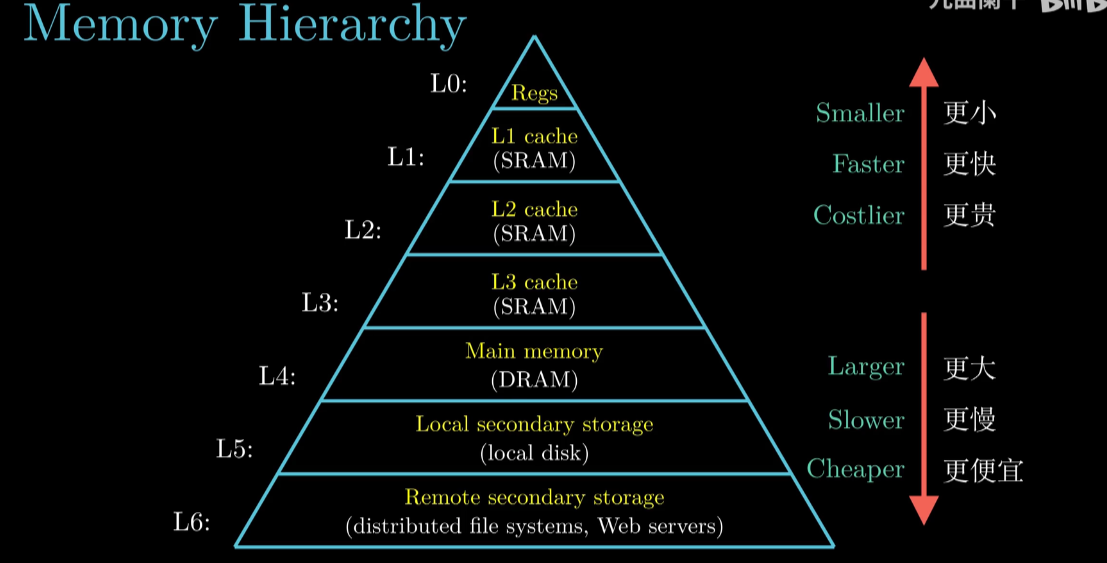 Memory Hierarchy
L0:
Regs
L1:
L1 cache
(SRAM)
L2:
L2 cache
(SRAM)
L3:
L3 cache
(SRAM)
L4:
Main memory
(DRAM)
L5:
Local secondary storage
(local disk)
L6:
Remote secondary storage
(distributed file systems, Web servers)
Smaller 更小
Faster 更快
Costlier 更贵
Larger 更大
Slower 更慢
Cheaper 更便宜